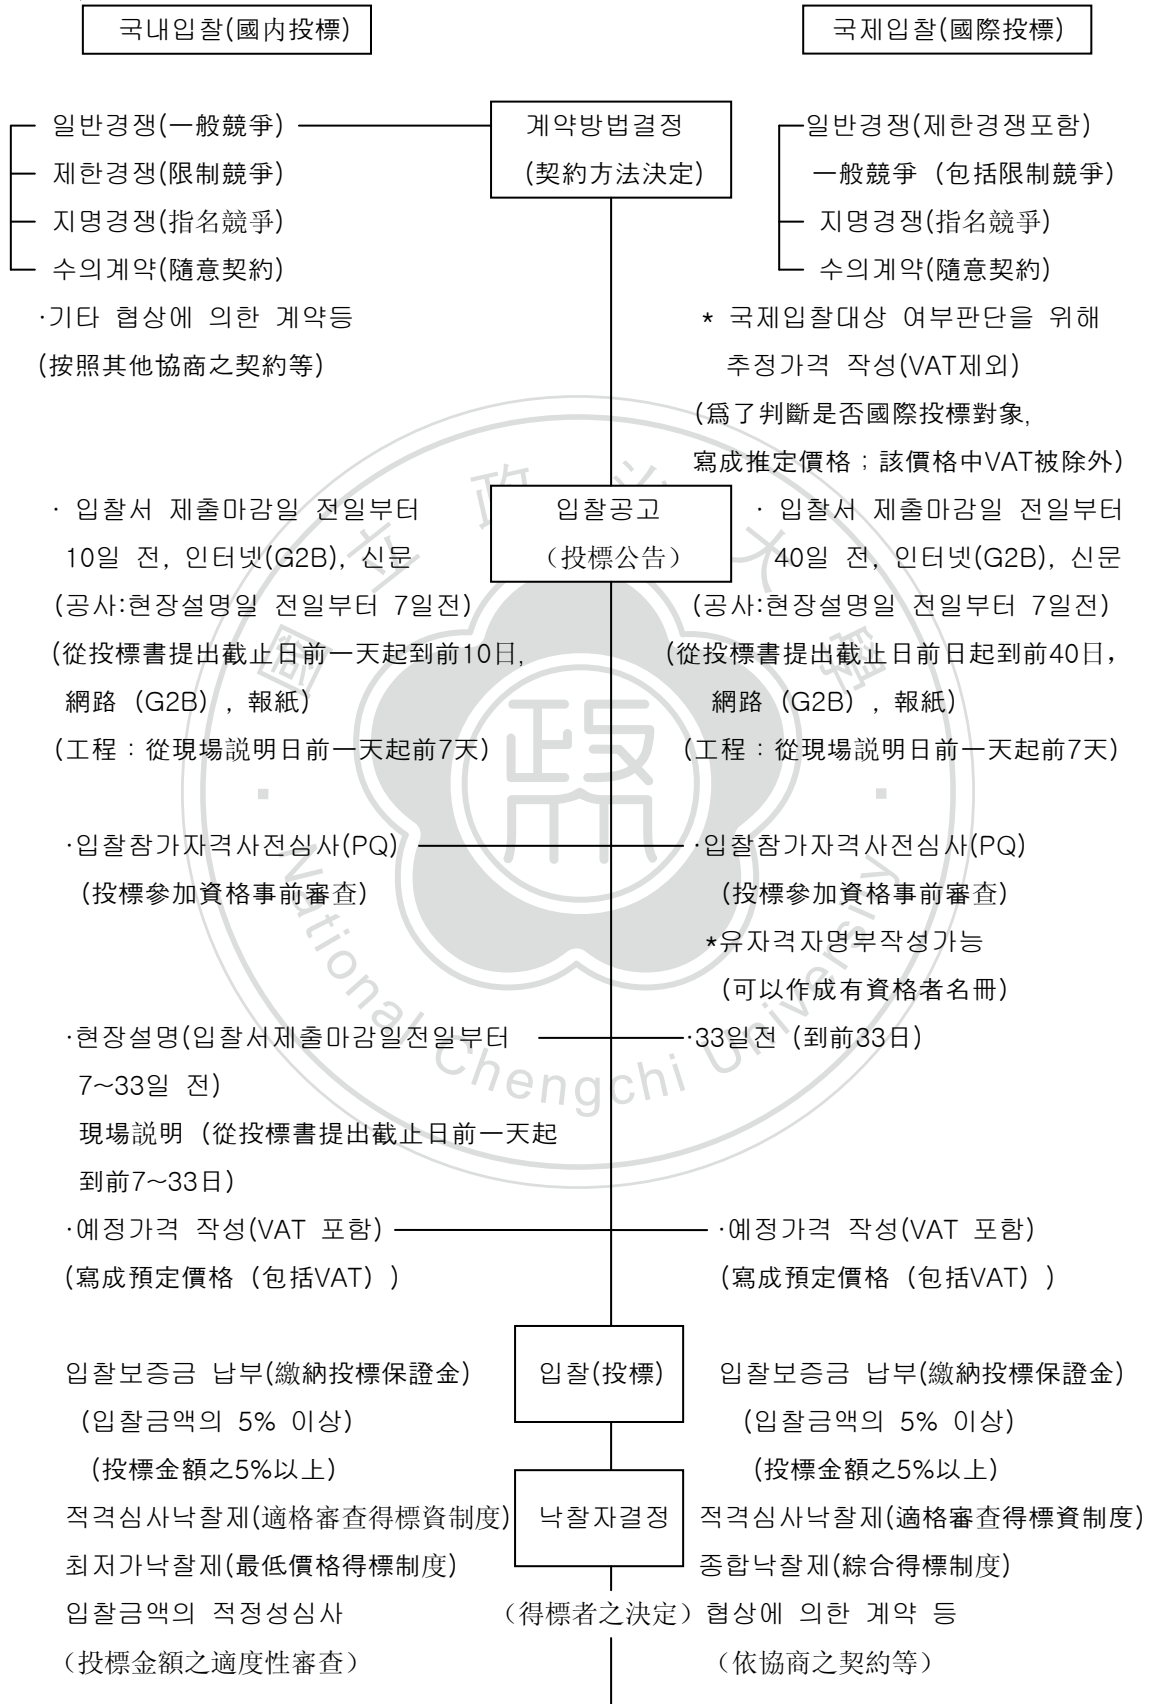 국내입찰(國内投標)
국제입찰(國際投標)
일반경쟁(一般競爭)
계약방법결정
일반경쟁(제한경쟁포함)
제한경쟁(限制競爭)
(契約方法決定)
一般競爭 (包括限制競爭)
지명경쟁(指名競爭)
지명경쟁(指名競爭)
수의계약(隨意契約)
수의계약(隨意契約)
·기타 협상에 의한 계약등
* 국제입찰대상 여부판단을 위해
(按照其他協商之契約等)
추정가격 작성(VAT제외)
(爲了判斷是否國際投標對象,
寫成推定價格；該價格中VAT被除外)
· 입찰서 제출마감일 전일부터
입찰공고
· 입찰서 제출마감일 전일부터
10일 전, 인터넷(G2B), 신문
（投標公告）
40일 전, 인터넷(G2B), 신문
(공사:현장설명일 전일부터 7일전)
(공사:현장설명일 전일부터 7일전)
(從投標書提出截止日前一天起到前10日,
(從投標書提出截止日前日起到前40日，
網路 (G2B) , 報紙)
網路 (G2B) , 報紙)
(工程：從現場説明日前一天起前7天)
(工程：從現場説明日前一天起前7天)
·입찰참가자격사전심사(PQ)
·입찰참가자격사전심사(PQ)
(投標參加資格事前審查)
(投標參加資格事前審查)
*유자격자명부작성가능
(可以作成有資格者名冊)
·현장설명(입찰서제출마감일전일부터
·33일전 (到前33日)
7~33일 전)
現場説明 (從投標書提出截止日前一天起
到前7~33日)
·예정가격 작성(VAT 포함)
·예정가격 작성(VAT 포함)
(寫成預定價格 (包括VAT) )
(寫成預定價格 (包括VAT) )
입찰보증금 납부(繳納投標保證金)
입찰(投標)
입찰보증금 납부(繳納投標保證金)
(입찰금액의 5% 이상)
(입찰금액의 5% 이상)
(投標金額之5%以上)
(投標金額之5%以上)
적격심사낙찰제(適格審查得標資制度)
낙찰자결정
적격심사낙찰제(適格審查得標資制度)
최저가낙찰제(最低價格得標制度)
종합낙찰제(綜合得標制度)
입찰금액의 적정성심사
（得標者之決定）
협상에 의한 계약 등
（投標金額之適度性審查）
（依協商之契約等）
國立政治大學
National Chengchi University